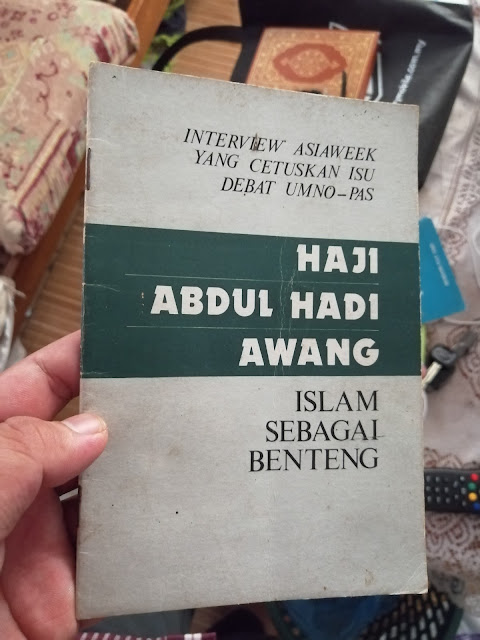 INTERVIEW ASIAWEEK
YANG CETUSKAN ISU
DEBAT UMNO-PAS
HAJI
ABDUL HADI
AWANG
ISLAM
SEBAGAI
BENTENG